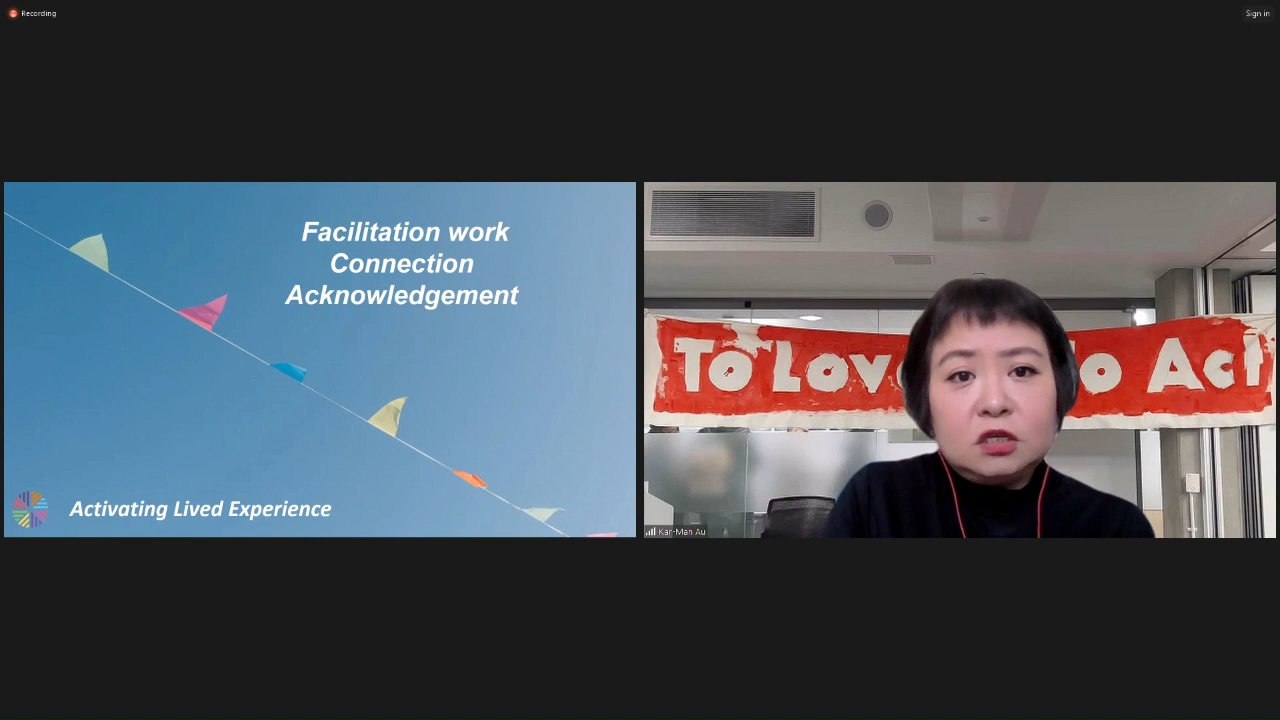 Recording
Sign in
Facilitation work
Connection
Acknowledgement
Activating Lived Experience
To Lov
o Act
Kar-Man Au